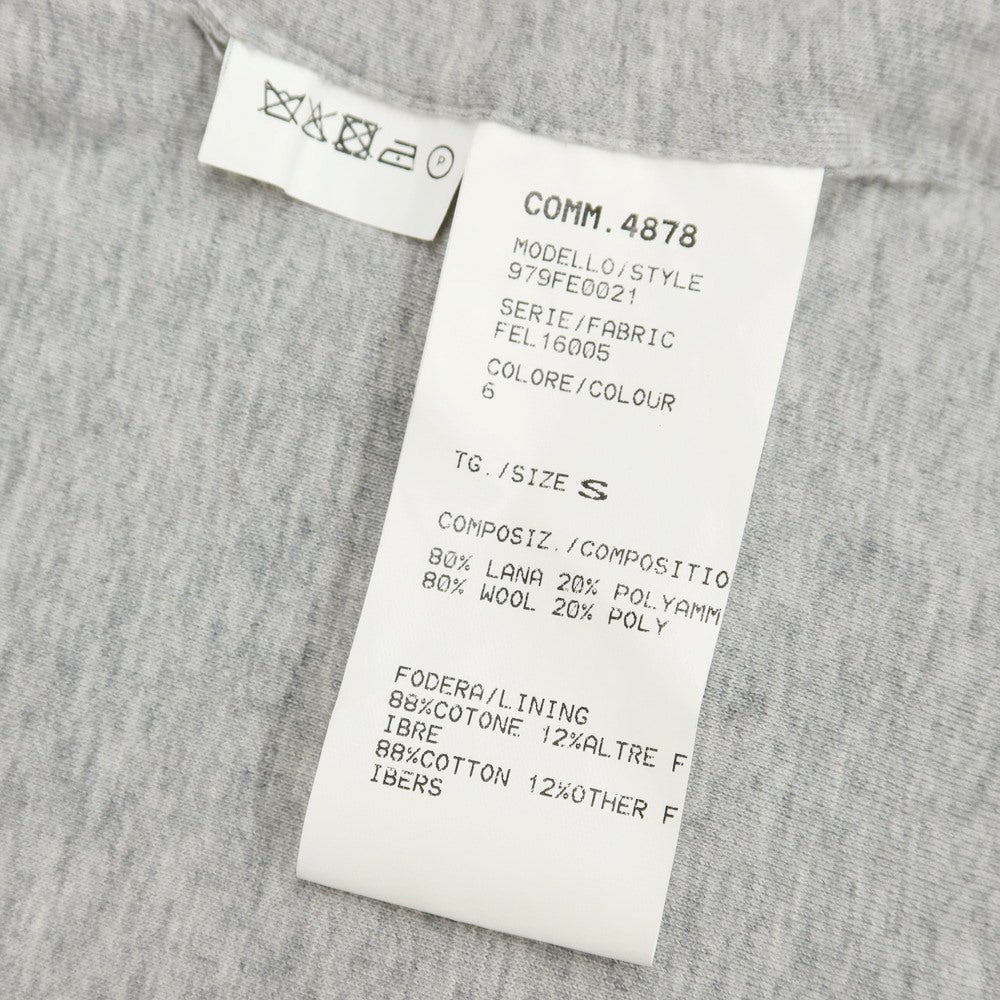 P
COMM.4878
MODELLO/STYLE
979FE0021
SERIE/FABRIC
FEL16005
COLORE/COLOUR
6
TG./SIZE S
COMPOSIZ./COMPOSITIO
80% LANA 20% POLYAMM
80% WOOL 20% POLY
FODERA/LINING
88%COTONE 12%ALTRE F
IBRE
88%COTTON 12%OTHER F
IBERS